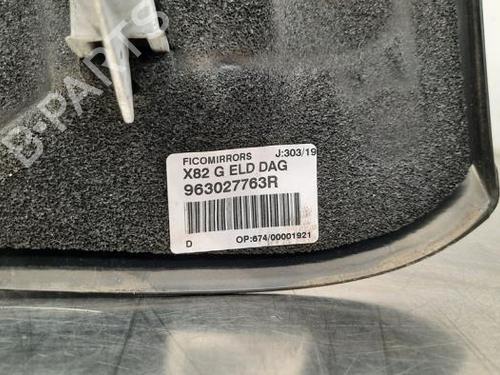 B-PARTS
FICOMIRRORS J:303/19
X82 G ELD DAG
963027763R
D OP:674/00001921